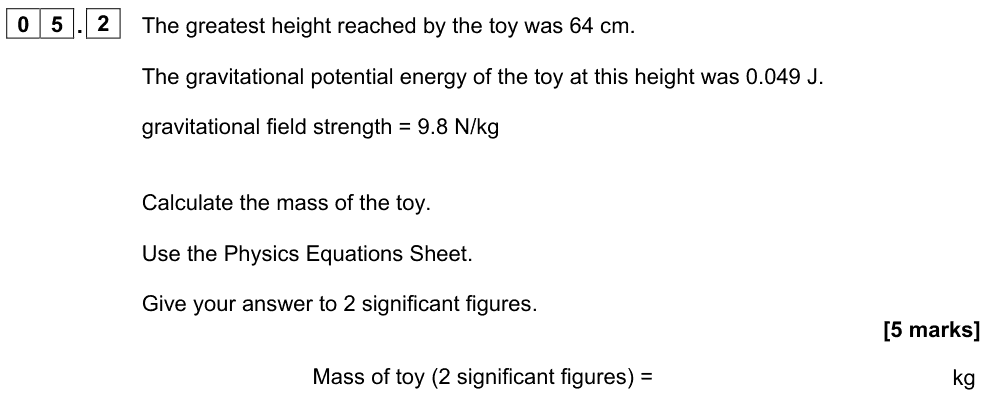 0 5 . 2 The greatest height reached by the toy was 64 cm.
The gravitational potential energy of the toy at this height was 0.049 J.
gravitational field strength = 9.8 N/kg
Calculate the mass of the toy.
Use the Physics Equations Sheet.
Give your answer to 2 significant figures.
[5 marks]
Mass of toy (2 significant figures) = kg